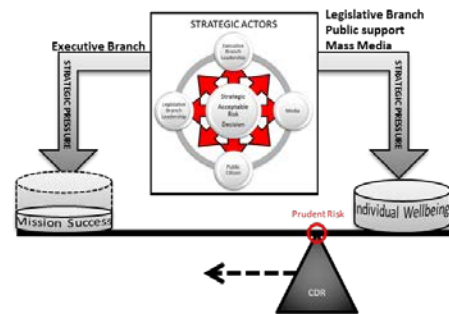 STRATEGIC ACTORS
Executive Branch
Legislative Branch
Public support
Mass Media
Executive
Branch
Leadership
Legislative
Branch
Leadership
Strategic
Acceptable
Risk
Decision
Media
Public
Citizen
STRATEGIC PRESSURE
STRATEGIC PRESSURE
Mission Success
Individual Wellbeing
Prudent Risk
CDR